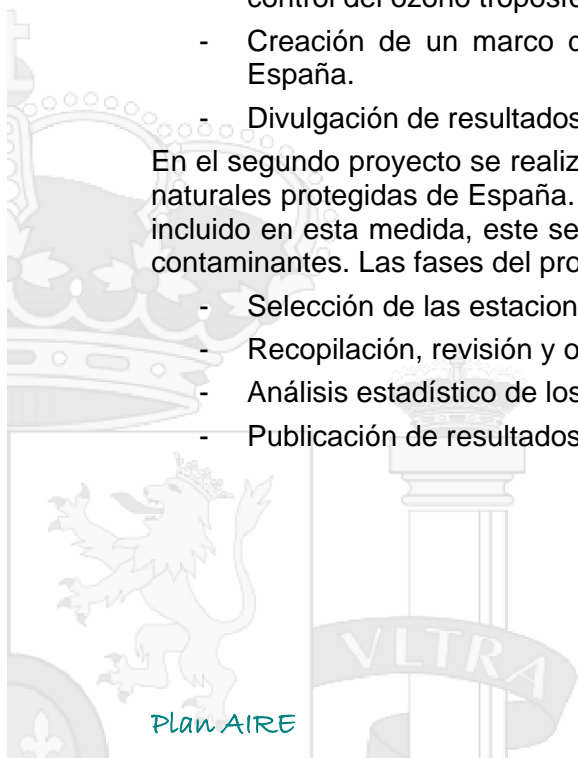 control del ozono troposfé
- Creación de un marco d
España.
- Divulgación de resultados
En el segundo proyecto se realiz
naturales protegidas de España.
incluido en esta medida, este se
contaminantes. Las fases del pro
- Selección de las estacion
- Recopilación, revisión y o
- Análisis estadístico de los
- Publicación de resultados
VLTRA
Plan AIRE